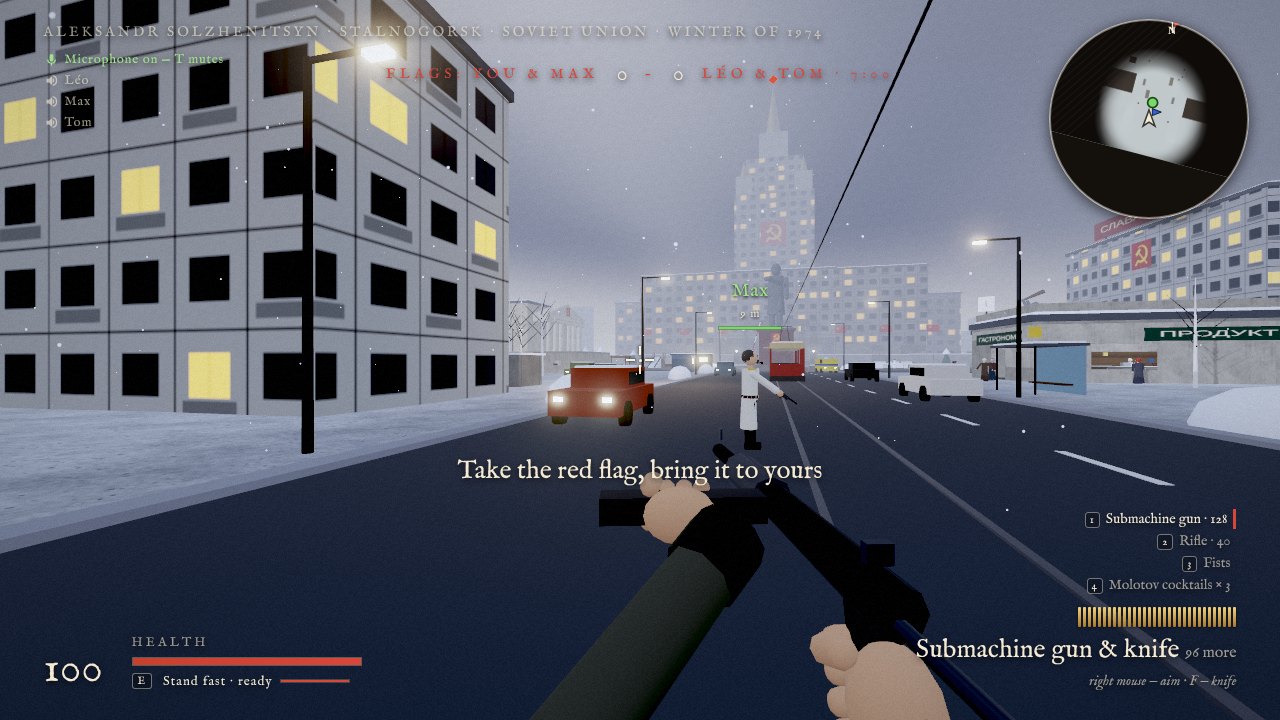 ALEKSANDR SOLZHENITSYN · STALNOGORSK · SOVIET UNION · WINTER OF 1974
Microphone on – T mutes
Léo
Max
Tom
FLAGS: YOU & MAX 0 - 0 LÉO & TOM · 7:00
N
Max
9 m
ГАСТРОНОМ
ПРОДУКТ
Take the red flag, bring it to yours
1 Submachine gun · 128
2 Rifle · 40
3 Fists
4 Molotov cocktails × 3
Submachine gun & knife 96 more
right mouse – aim · F – knife
HEALTH
100
E Stand fast · ready